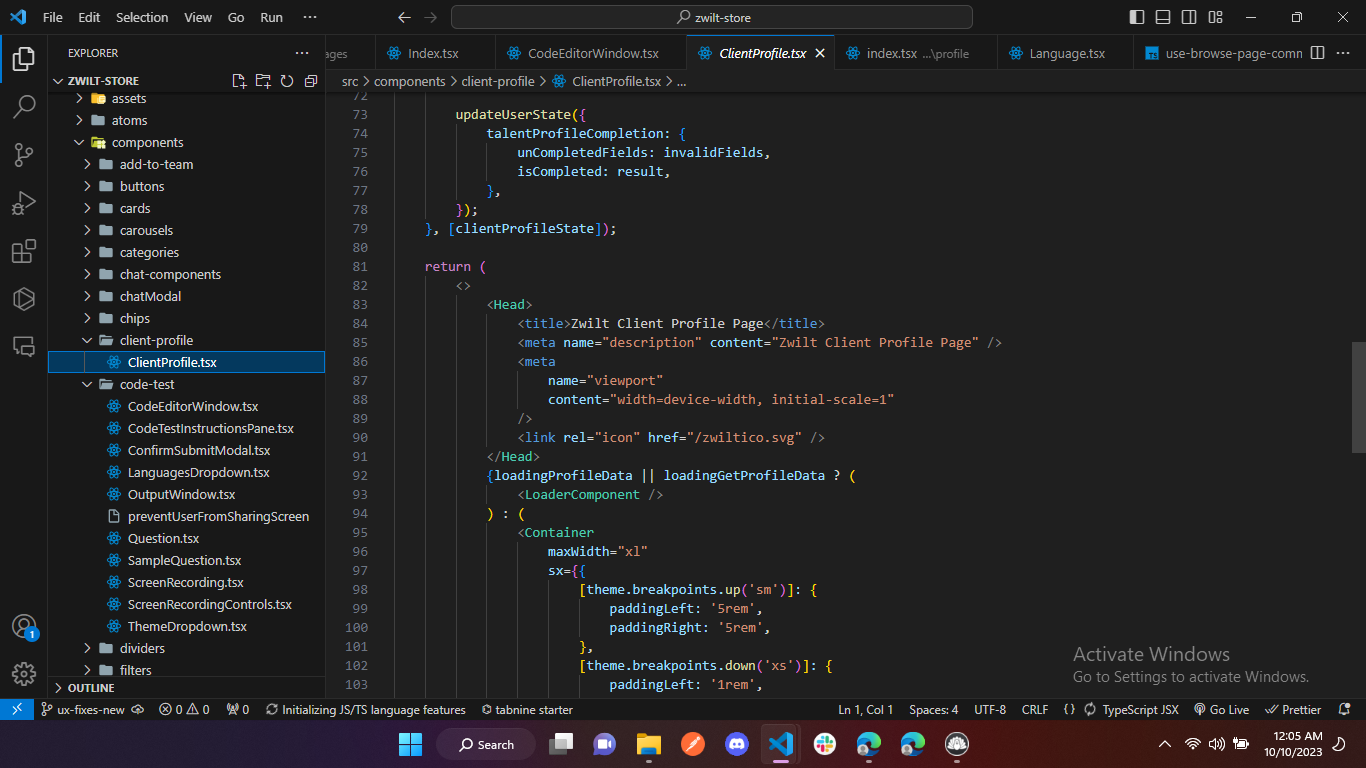 File Edit Selection View Go Run ···
zwilt-store
EXPLORER ···
ages
Index.tsx
CodeEditorWindow.tsx
ClientProfile.tsx
index.tsx ...\profile
Language.tsx
use-browse-page-comm
···
ZWILT-STORE
src > components > client-profile > ClientProfile.tsx > ...
assets
atoms
components
add-to-team
buttons
cards
carousels
categories
chat-components
chatModal
chips
client-profile
ClientProfile.tsx
code-test
CodeEditorWindow.tsx
CodeTestInstructionsPane.tsx
ConfirmSubmitModal.tsx
LanguagesDropdown.tsx
OutputWindow.tsx
preventUserFromSharingScreen
Question.tsx
SampleQuestion.tsx
ScreenRecording.tsx
ScreenRecordingControls.tsx
ThemeDropdown.tsx
dividers
filters
OUTLINE
72
73 updateUserState({
74 talentProfileCompletion: {
75 unCompletedFields: invalidFields,
76 isCompleted: result,
77 },
78 });
79 }, [clientProfileState]);
80
81 return (
82 <>
83 <Head>
84 <title>Zwilt Client Profile Page</title>
85 <meta name="description" content="Zwilt Client Profile Page" />
86 <meta
87 name="viewport"
88 content="width=device-width, initial-scale=1"
89 />
90 <link rel="icon" href="/zwiltico.svg" />
91 </Head>
92 {loadingProfileData || loadingGetProfileData ? (
93 <LoaderComponent />
94 ) : (
95 <Container
96 maxWidth="xl"
97 sx={{
98 [theme.breakpoints.up('sm')]: {
99 paddingLeft: '5rem',
100 paddingRight: '5rem',
101 },
102 [theme.breakpoints.down('xs')]: {
103 paddingLeft: '1rem',
Activate Windows
Go to Settings to activate Windows.
1
ux-fixes-new 0 0 0 Initializing JS/TS language features tabnine starter Ln 1, Col 1 Spaces: 4 UTF-8 CRLF {} TypeScript JSX Go Live Prettier
Search
12:05 AM
10/10/2023